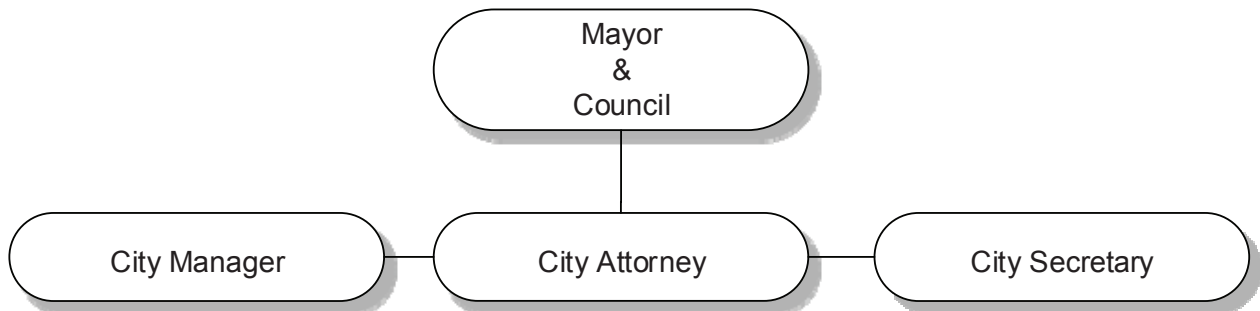 Mayor
&
Council
City Manager
City Attorney
City Secretary